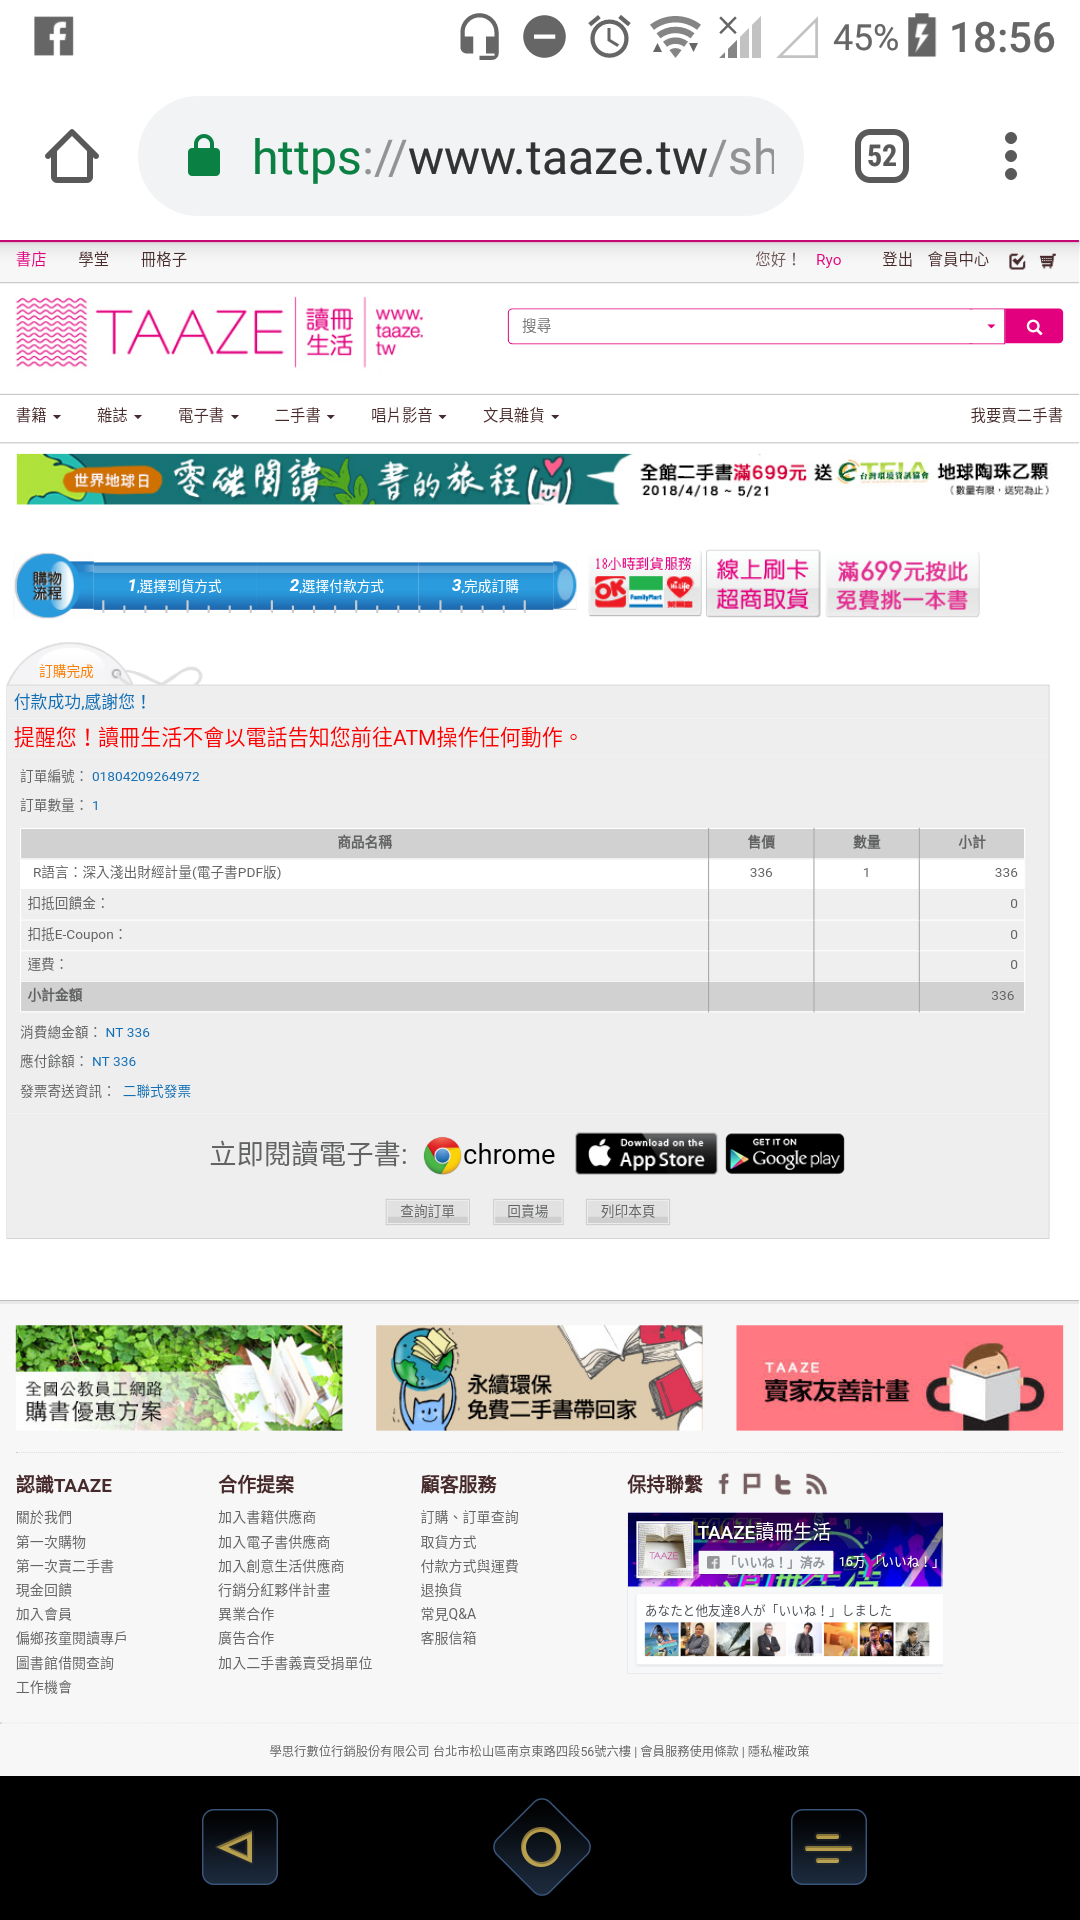 45% 18:56
https://www.taaze.tw/sh
52
書店 學堂 冊格子 您好！ Ryo 登出 會員中心
TAAZE 讀冊生活 www.taaze.tw
搜尋
書籍 雜誌 電子書 二手書 唱片影音 文具雜貨 我要賣二手書
世界地球日 零碳閱讀 書的旅程 全館二手書滿699元 送 eTEIA 台灣環境資訊協會 地球陶珠乙顆
2018/4/18 ~ 5/21 （數量有限，送完為止）
購物流程 1.選擇到貨方式 2.選擇付款方式 3.完成訂購
18小時到貨服務 OK FamilyMart Hi-Life 萊爾富
線上刷卡
超商取貨
滿699元按此
免費挑一本書
訂購完成
付款成功,感謝您！
提醒您！讀冊生活不會以電話告知您前往ATM操作任何動作。
訂單編號： 01804209264972
訂單數量： 1
商品名稱 售價 數量 小計
R語言：深入淺出財經計量(電子書PDF版) 336 1 336
扣抵回饋金： 0
扣抵E-Coupon： 0
運費： 0
小計金額 336
消費總金額： NT 336
應付餘額： NT 336
發票寄送資訊： 二聯式發票
立即閱讀電子書: chrome Download on the App Store GET IT ON Google play
查詢訂單 回賣場 列印本頁
全國公教員工網路
購書優惠方案
永續環保
免費二手書帶回家
TAAZE
賣家友善計畫
認識TAAZE
關於我們
第一次購物
第一次賣二手書
現金回饋
加入會員
偏鄉孩童閱讀專戶
圖書館借閱查詢
工作機會
合作提案
加入書籍供應商
加入電子書供應商
加入創意生活供應商
行銷分紅夥伴計畫
異業合作
廣告合作
加入二手書義賣受捐單位
顧客服務
訂購、訂單查詢
取貨方式
付款方式與運費
退換貨
常見Q&A
客服信箱
保持聯繫
TAAZE
TAAZE讀冊生活
「いいね！」済み 16万「いいね！」
あなたと他友達8人が「いいね！」しました
學思行數位行銷股份有限公司 台北市松山區南京東路四段56號六樓 | 會員服務使用條款 | 隱私權政策